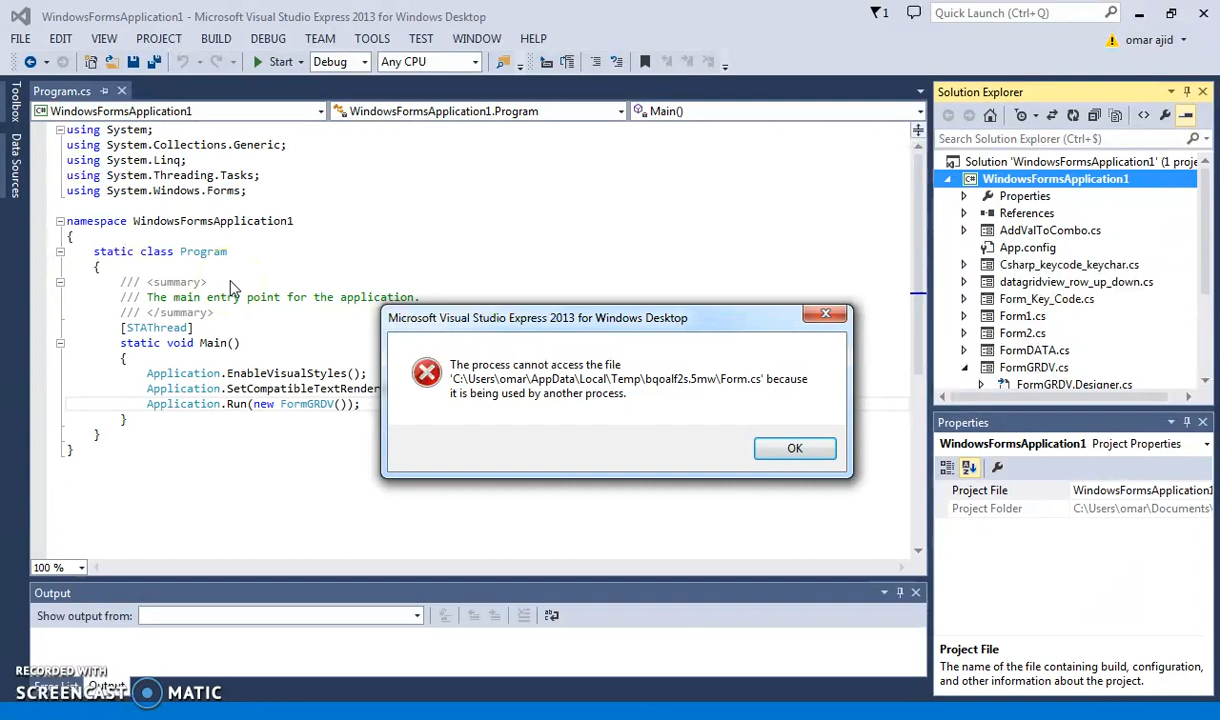 WindowsFormsApplication1 - Microsoft Visual Studio Express 2013 for Windows Desktop
1
Quick Launch (Ctrl+Q)
FILE EDIT VIEW PROJECT BUILD DEBUG TEAM TOOLS TEST WINDOW HELP
omar ajid
Start Debug Any CPU
Toolbox
Data Sources
Program.cs
C# WindowsFormsApplication1 WindowsFormsApplication1.Program Main()
using System;
using System.Collections.Generic;
using System.Linq;
using System.Threading.Tasks;
using System.Windows.Forms;
namespace WindowsFormsApplication1
{
static class Program
{
/// <summary>
/// The main entry point for the application.
/// </summary>
[STAThread]
static void Main()
{
Application.EnableVisualStyles();
Application.SetCompatibleTextRender
Application.Run(new FormGRDV());
}
}
}
100 %
Microsoft Visual Studio Express 2013 for Windows Desktop
The process cannot access the file
'C:\Users\omar\AppData\Local\Temp\bqoalf2s.5mw\Form.cs' because
it is being used by another process.
OK
Output
Show output from:
Error List Output
RECORDED WITH
SCREENCAST MATIC
Solution Explorer
Search Solution Explorer (Ctrl+$)
Solution 'WindowsFormsApplication1' (1 proje
C# WindowsFormsApplication1
Properties
References
AddValToCombo.cs
App.config
Csharp_keycode_keychar.cs
datagridview_row_up_down.cs
Form_Key_Code.cs
Form1.cs
Form2.cs
FormDATA.cs
FormGRDV.cs
FormGRDV.Designer.cs
Properties
WindowsFormsApplication1 Project Properties
Project File WindowsFormsApplication1
Project Folder C:\Users\omar\Documents\
Project File
The name of the file containing build, configuration,
and other information about the project.